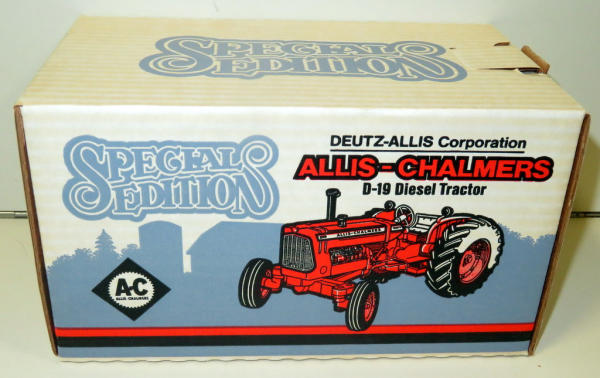 SPECIAL
EDITION
SPECIAL
EDITION
DEUTZ-ALLIS Corporation
ALLIS-CHALMERS
D-19 Diesel Tractor
ALLIS-CHALMERS
A-C
ALLIS-CHALMERS